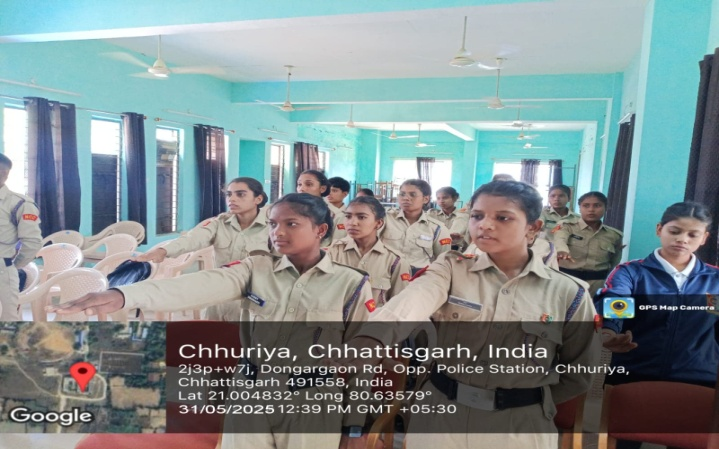 GPS Map Camera
Chhuriya, Chhattisgarh, India
2j3p+w7j, Dongargaon Rd, Opp. Police Station, Chhuriya,
Chhattisgarh 491558, India
Lat 21.004832° Long 80.63579°
31/05/2025 12:39 PM GMT +05:30
Google